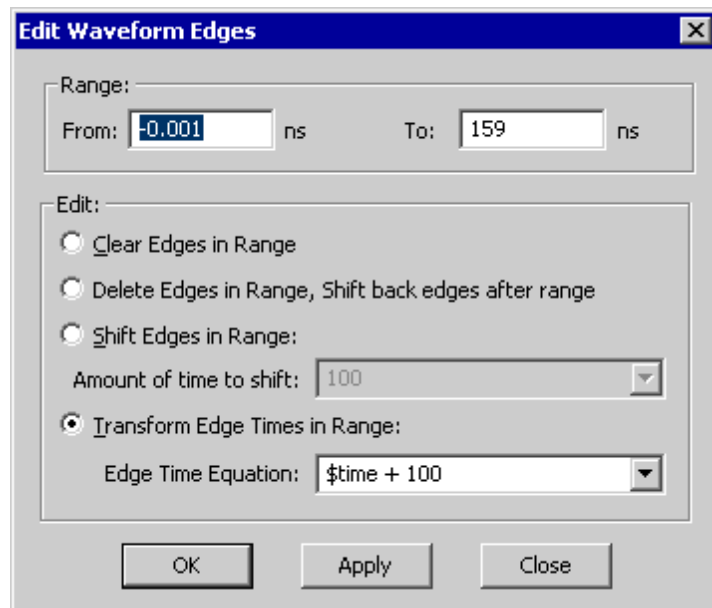 Edit Waveform Edges
Range:
From: -0.001 ns To: 159 ns
Edit:
Clear Edges in Range
Delete Edges in Range, Shift back edges after range
Shift Edges in Range:
Amount of time to shift: 100
Transform Edge Times in Range:
Edge Time Equation: $time + 100
OK Apply Close